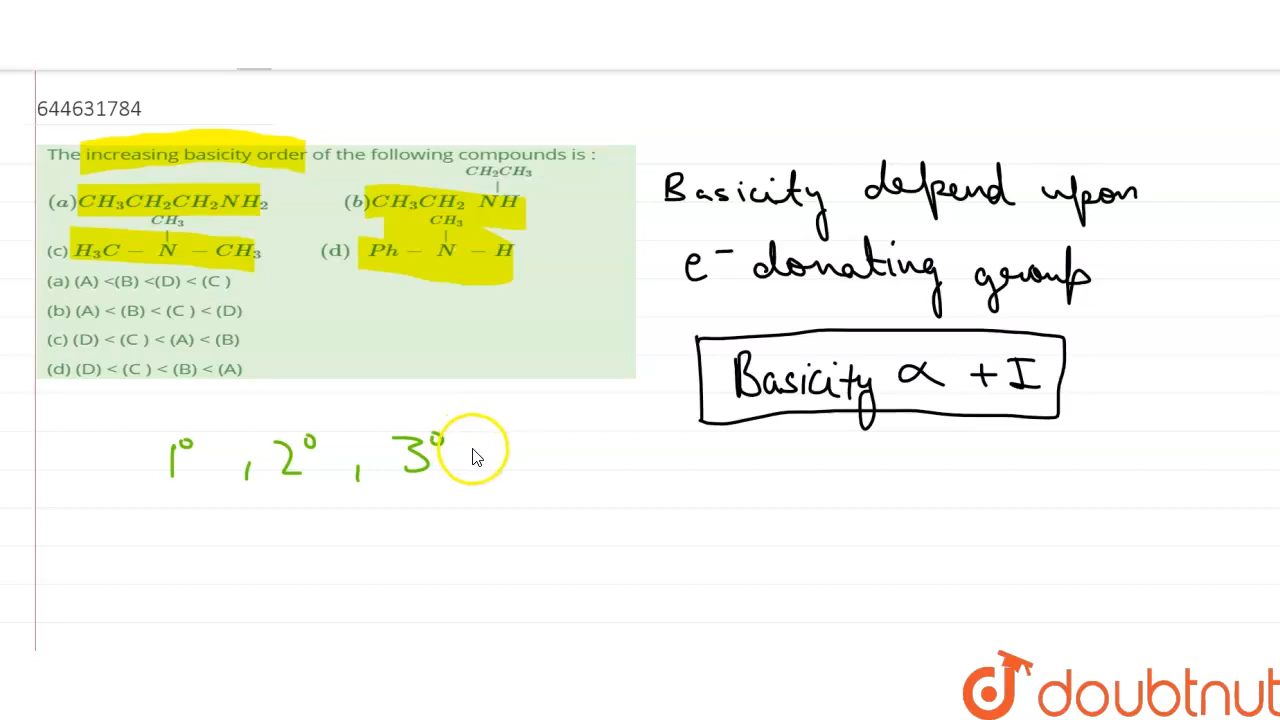 644631784
The increasing basicity order of the following compounds is :
CH₂CH₃
|
(a)CH₃CH₂CH₂NH₂ (b)CH₃CH₂ NH
CH₃ CH₃
| |
(c) H₃C − N − CH₃ (d) Ph − N − H
(a) (A) <(B) <(D) < (C )
(b) (A) < (B) < (C ) < (D)
(c) (D) < (C ) < (A) < (B)
(d) (D) < (C ) < (B) < (A)
Basicity depend upon
e⁻ donating group
Basicity ∝ +I
1° , 2° , 3°
doubtnut